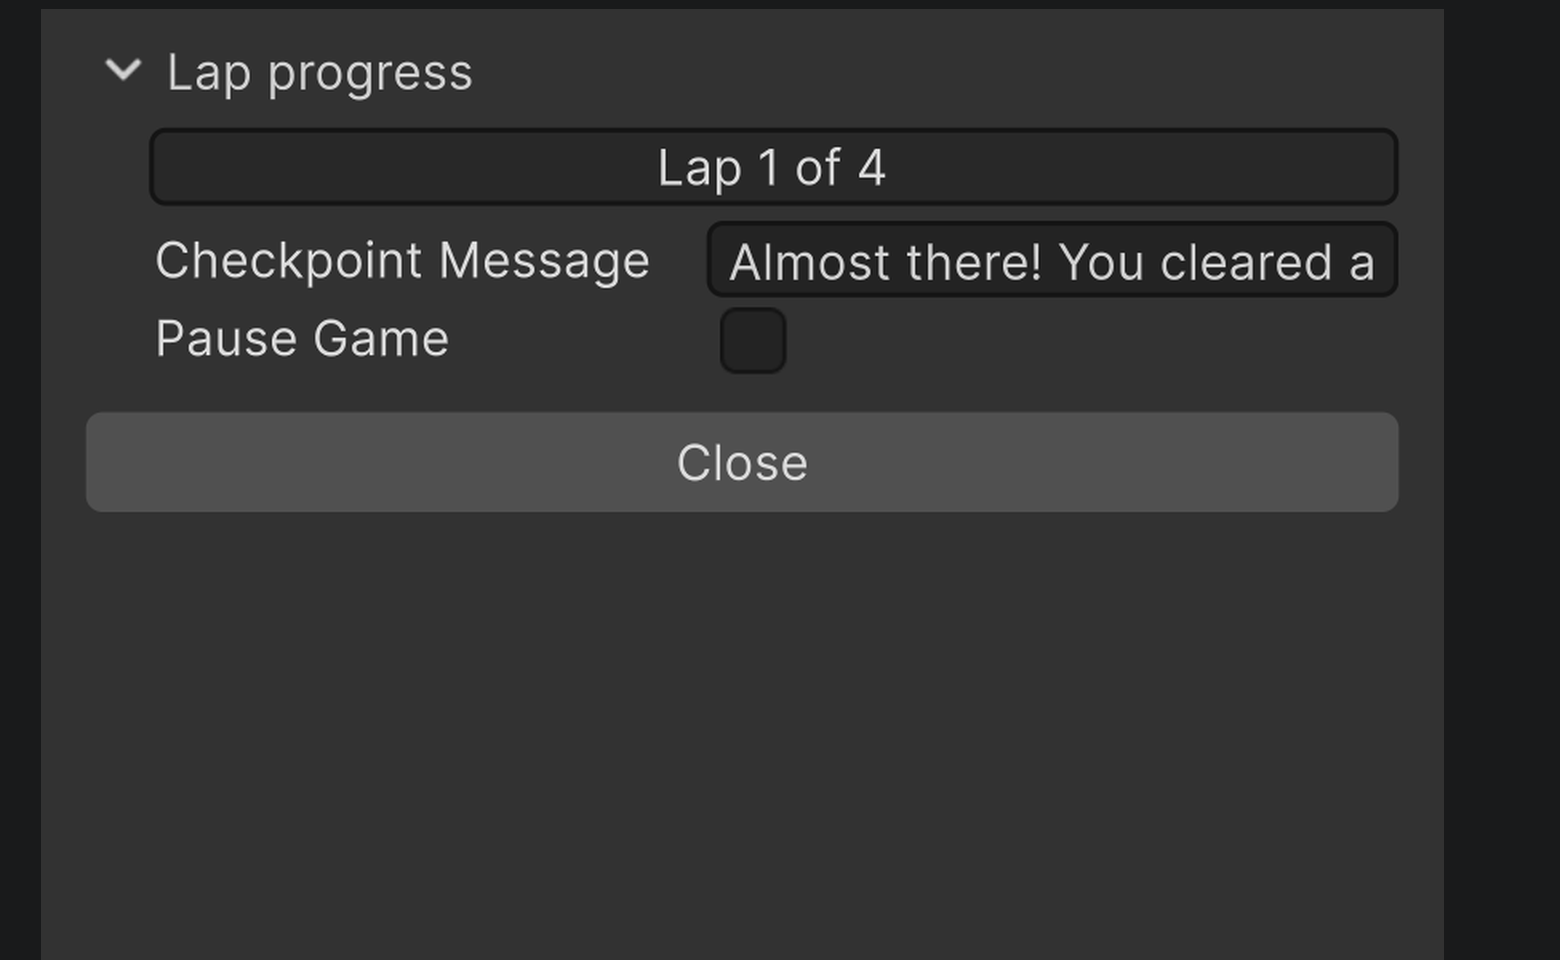 Lap progress
Lap 1 of 4
Checkpoint Message Almost there! You cleared a
Pause Game
Close